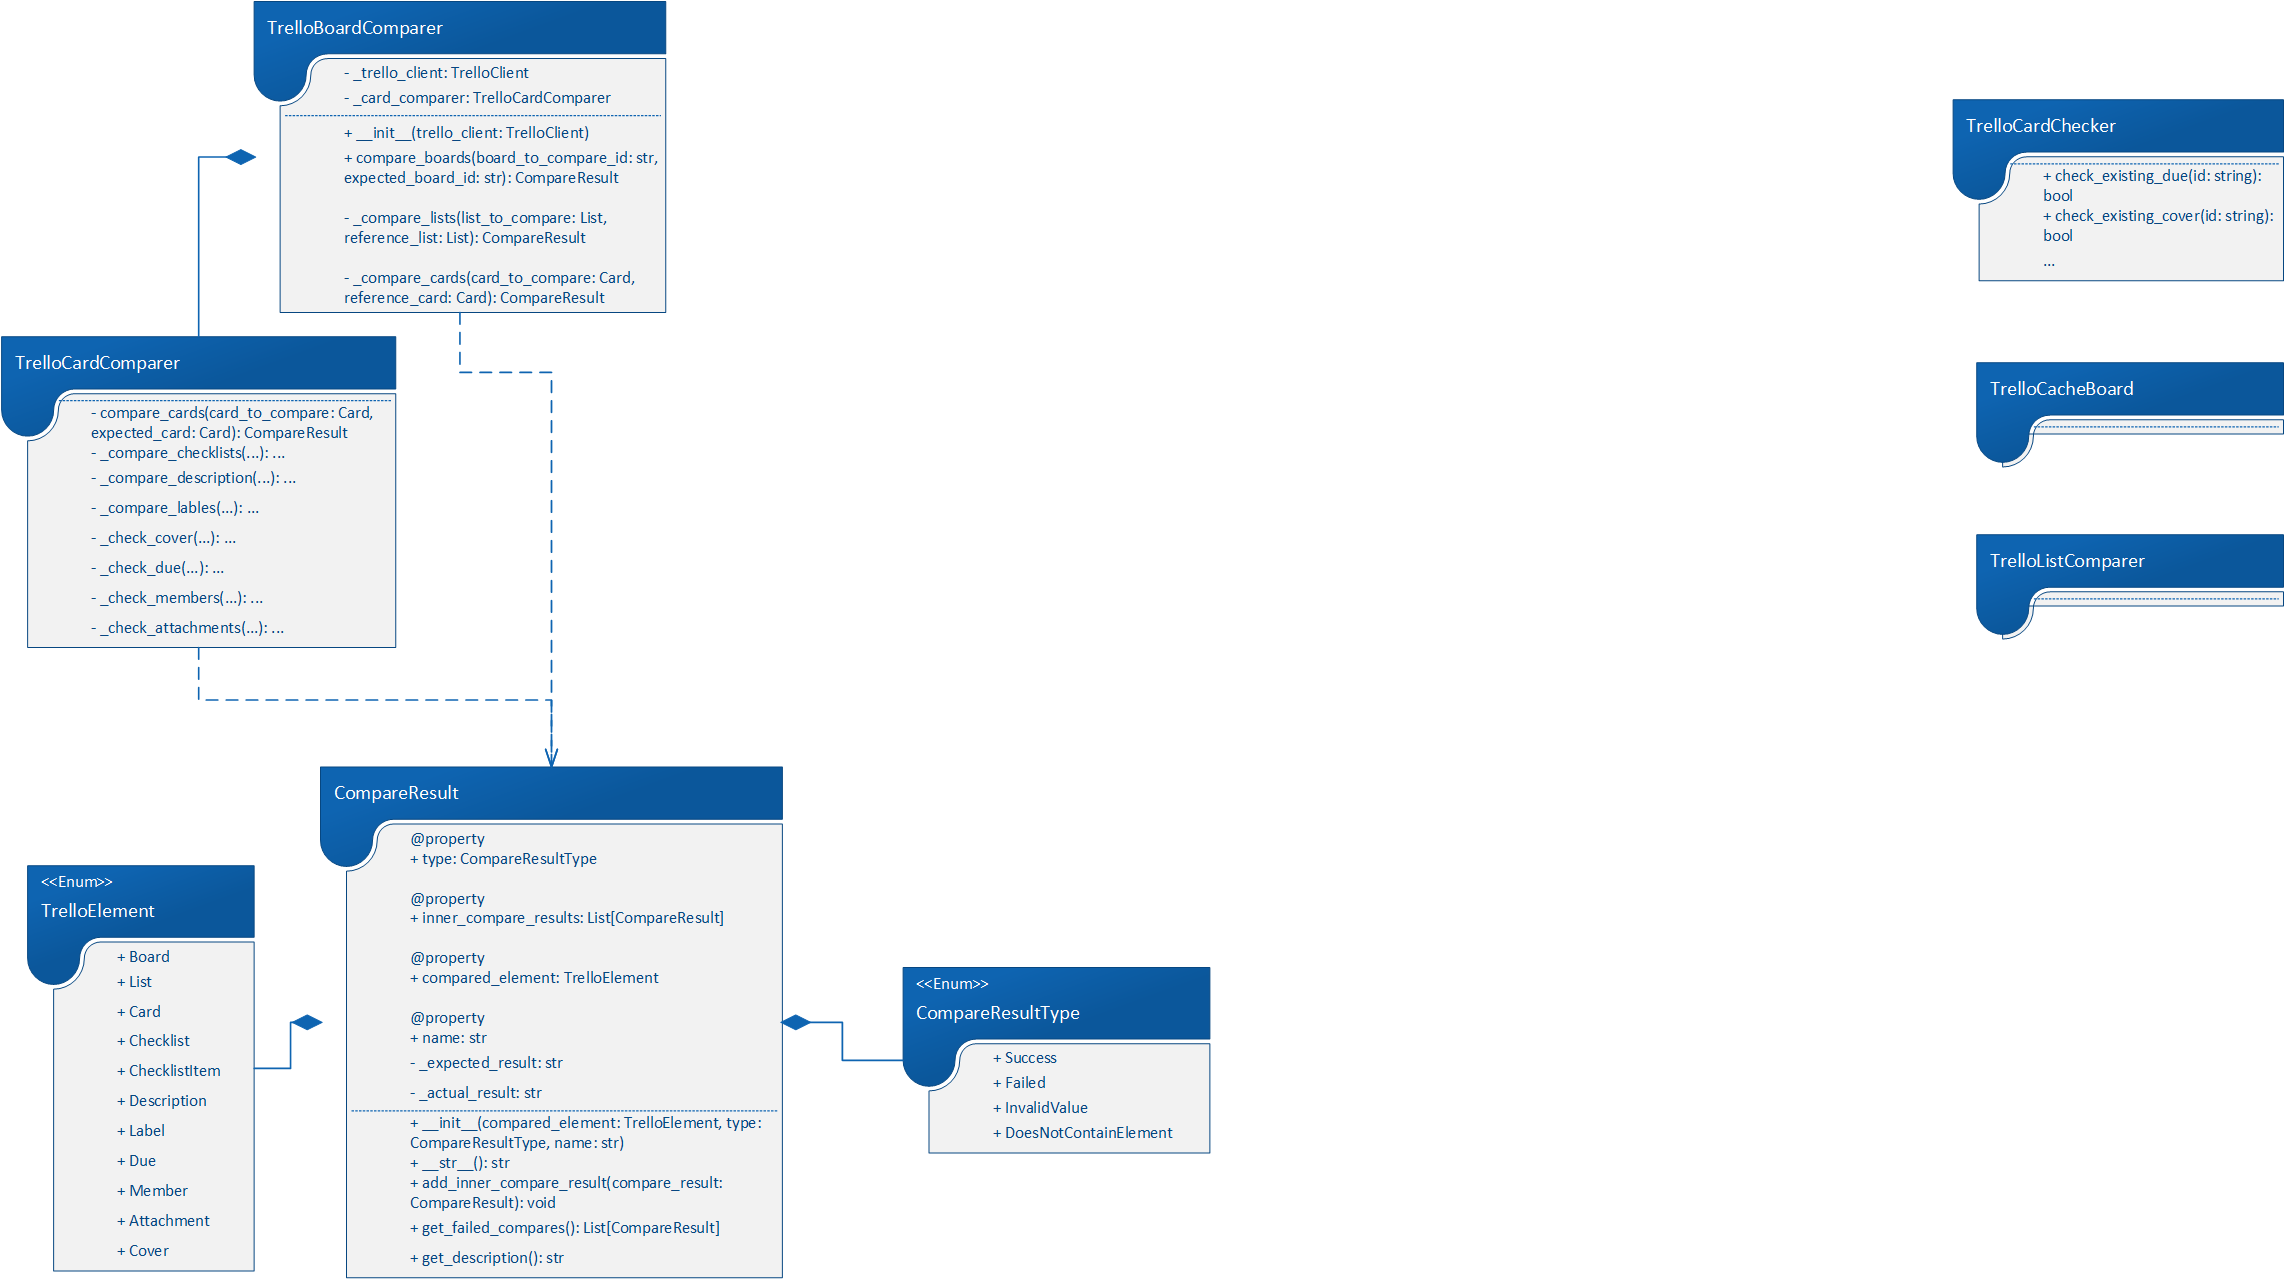 TrelloBoardComparer
- _trello_client: TrelloClient
- _card_comparer: TrelloCardComparer
+ __init__(trello_client: TrelloClient)
+ compare_boards(board_to_compare_id: str,
expected_board_id: str): CompareResult
- _compare_lists(list_to_compare: List,
reference_list: List): CompareResult
- _compare_cards(card_to_compare: Card,
reference_card: Card): CompareResult
TrelloCardChecker
+ check_existing_due(id: string):
bool
+ check_existing_cover(id: string):
bool
...
TrelloCardComparer
- compare_cards(card_to_compare: Card,
expected_card: Card): CompareResult
- _compare_checklists(...): ...
- _compare_description(...): ...
- _compare_lables(...): ...
- _check_cover(...): ...
- _check_due(...): ...
- _check_members(...): ...
- _check_attachments(...): ...
TrelloCacheBoard
TrelloListComparer
CompareResult
@property
+ type: CompareResultType
@property
+ inner_compare_results: List[CompareResult]
@property
+ compared_element: TrelloElement
@property
+ name: str
- _expected_result: str
- _actual_result: str
+ __init__(compared_element: TrelloElement, type:
CompareResultType, name: str)
+ __str__(): str
+ add_inner_compare_result(compare_result:
CompareResult): void
+ get_failed_compares(): List[CompareResult]
+ get_description(): str
<<Enum>>
TrelloElement
+ Board
+ List
+ Card
+ Checklist
+ ChecklistItem
+ Description
+ Label
+ Due
+ Member
+ Attachment
+ Cover
<<Enum>>
CompareResultType
+ Success
+ Failed
+ InvalidValue
+ DoesNotContainElement